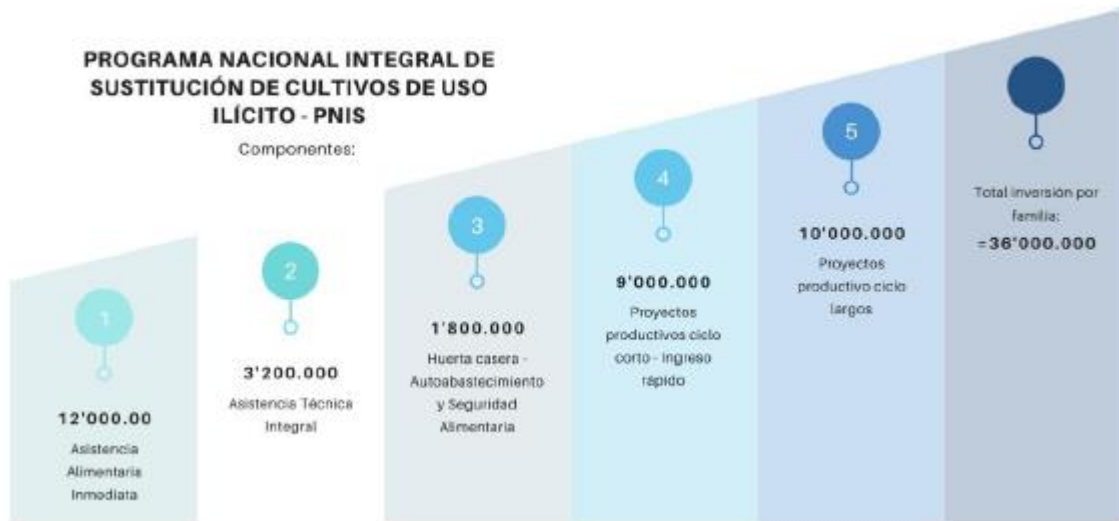 PROGRAMA NACIONAL INTEGRAL DE
SUSTITUCIÓN DE CULTIVOS DE USO
ILÍCITO - PNIS
Componentes:
1
12'000.00
Asistencia
Alimentaria
Inmediata
2
3'200.000
Asistencia Técnica
Integral
3
1'800.000
Huerta casera -
Autoabastecimiento
y Seguridad
Alimentaria
4
9'000.000
Proyectos
productivos ciclo
corto - Ingreso
rápido
5
10'000.000
Proyectos
productivo ciclo
largos
Total inversión por
familia:
=36'000.000